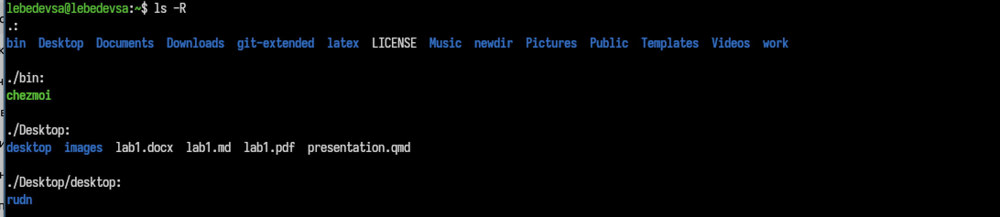 lebedevsa@lebedevsa:~$ ls -R
.:
bin  Desktop  Documents  Downloads  git-extended  latex  LICENSE  Music  newdir  Pictures  Public  Templates  Videos  work
./bin:
chezmoi
./Desktop:
desktop  images  lab1.docx  lab1.md  lab1.pdf  presentation.qmd
./Desktop/desktop:
rudn